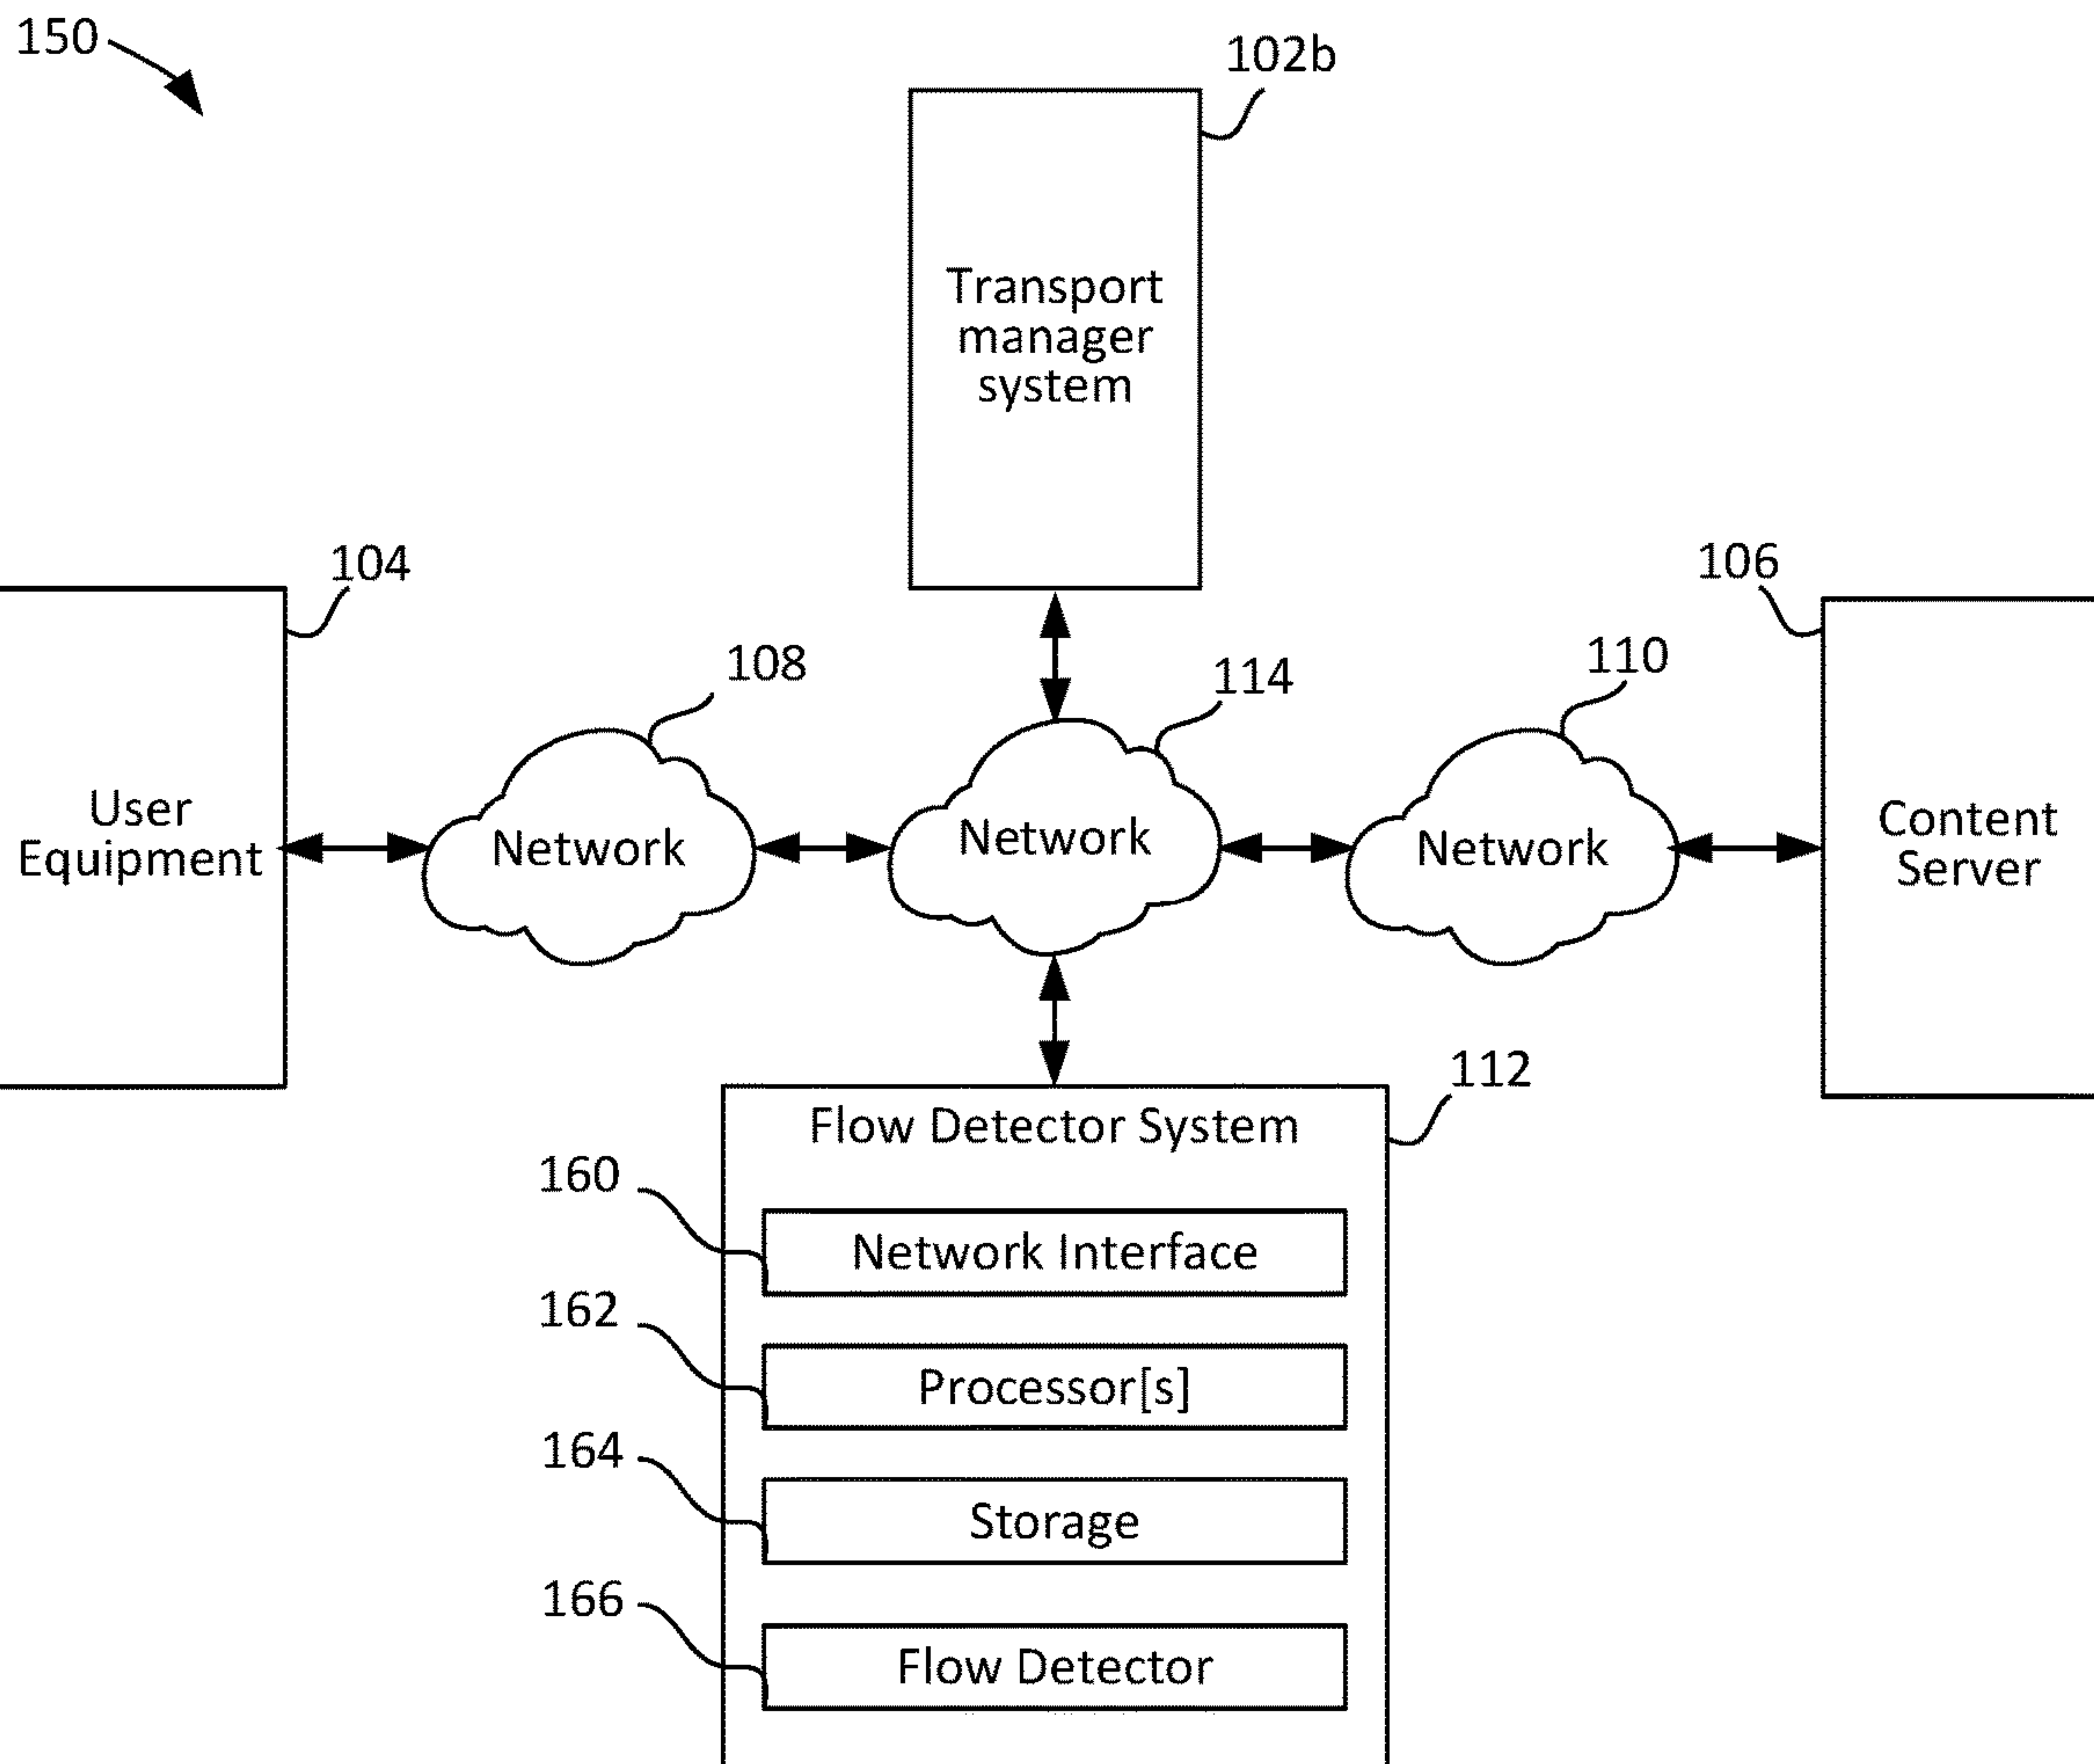 150
102b
Transport
manager
system
104
106
108
114
110
User
Equipment
Network
Network
Network
Content
Server
112
Flow Detector System
160
Network Interface
162
Processor[s]
164
Storage
166
Flow Detector